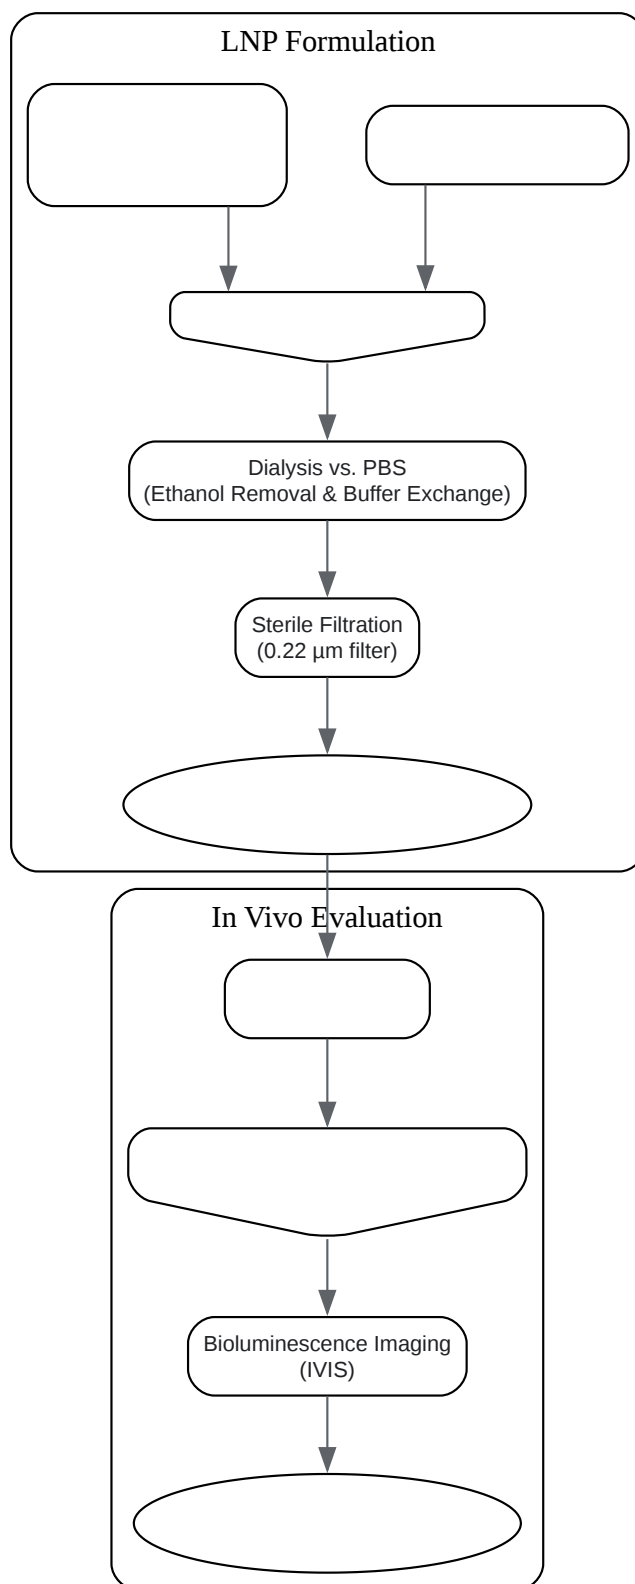 LNP Formulation
Dialysis vs. PBS
(Ethanol Removal & Buffer Exchange)
Sterile Filtration
(0.22 µm filter)
In Vivo Evaluation
Bioluminescence Imaging
(IVIS)